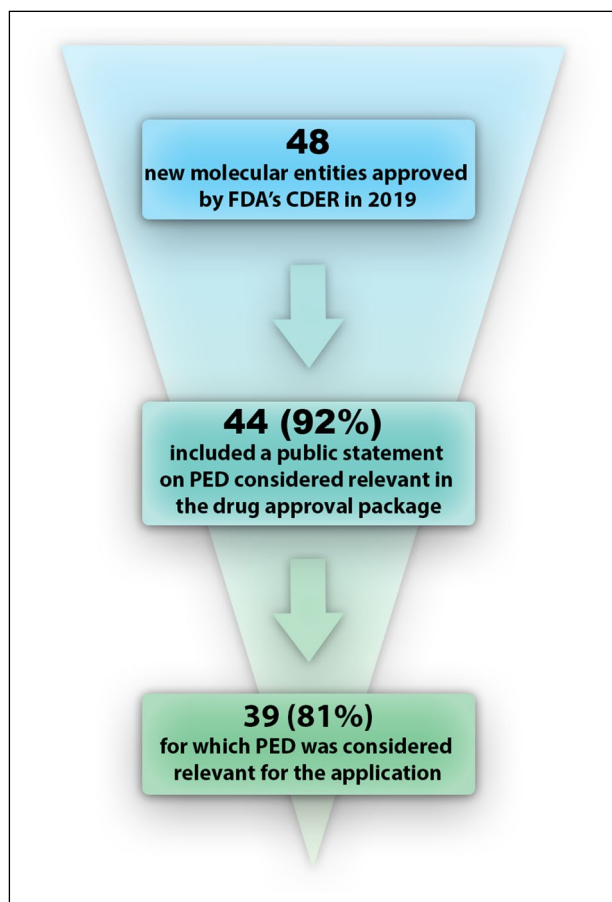 48
new molecular entities approved
by FDA's CDER in 2019
44 (92%)
included a public statement
on PED considered relevant in
the drug approval package
39 (81%)
for which PED was considered
relevant for the application